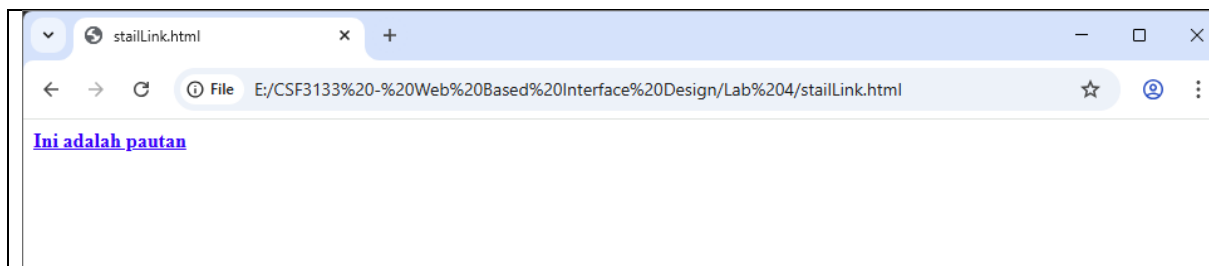 stailLink.html
File E:/CSF3133%20-%20Web%20Based%20Interface%20Design/Lab%204/stailLink.html
Ini adalah pautan